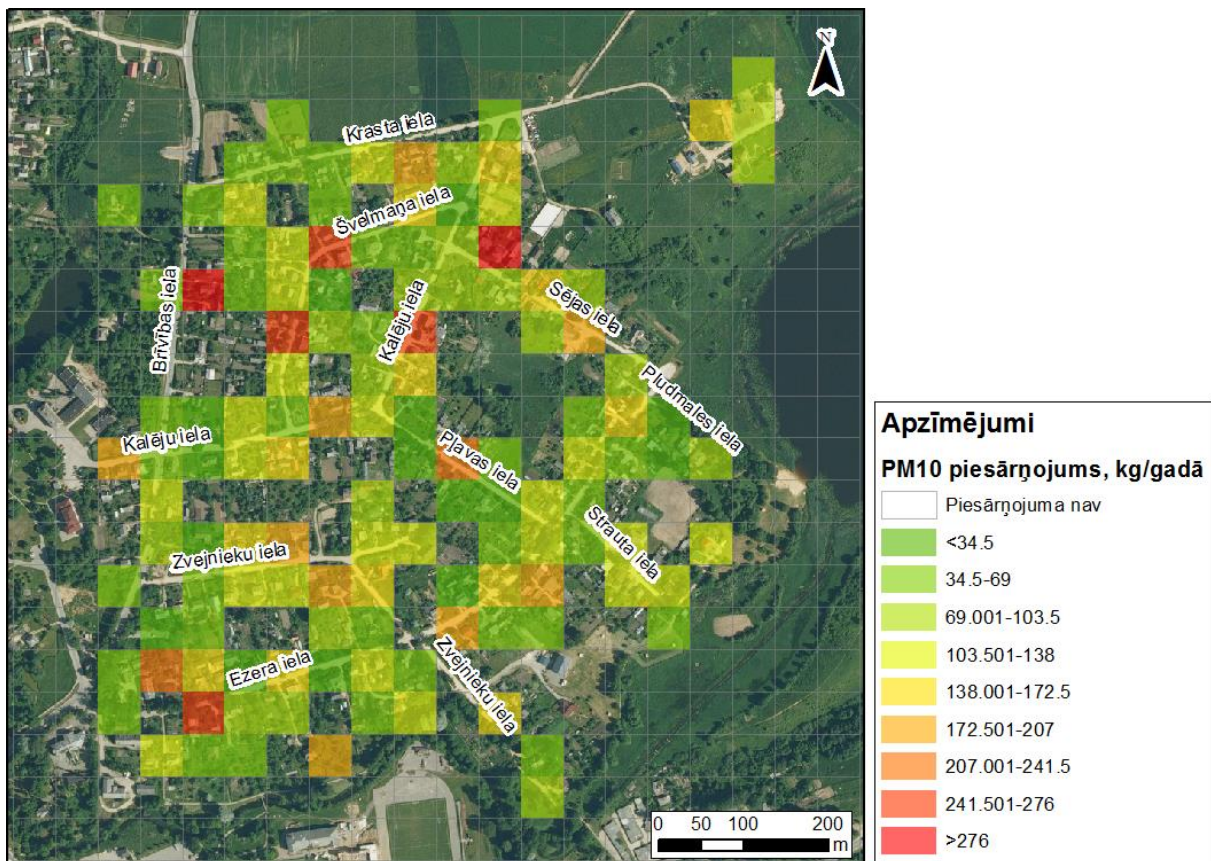 N
Krasta iela
Švelmaņa iela
Sējas iela
Kalēju iela
Brīvības iela
Pludmales iela
Kalēju iela
Pļavas iela
Strauta iela
Zvejnieku iela
Ezera iela
Zvejnieku iela
0 50 100 200
m
Apzīmējumi
PM10 piesārņojums, kg/gadā
Piesārņojuma nav
<34.5
34.5-69
69.001-103.5
103.501-138
138.001-172.5
172.501-207
207.001-241.5
241.501-276
>276